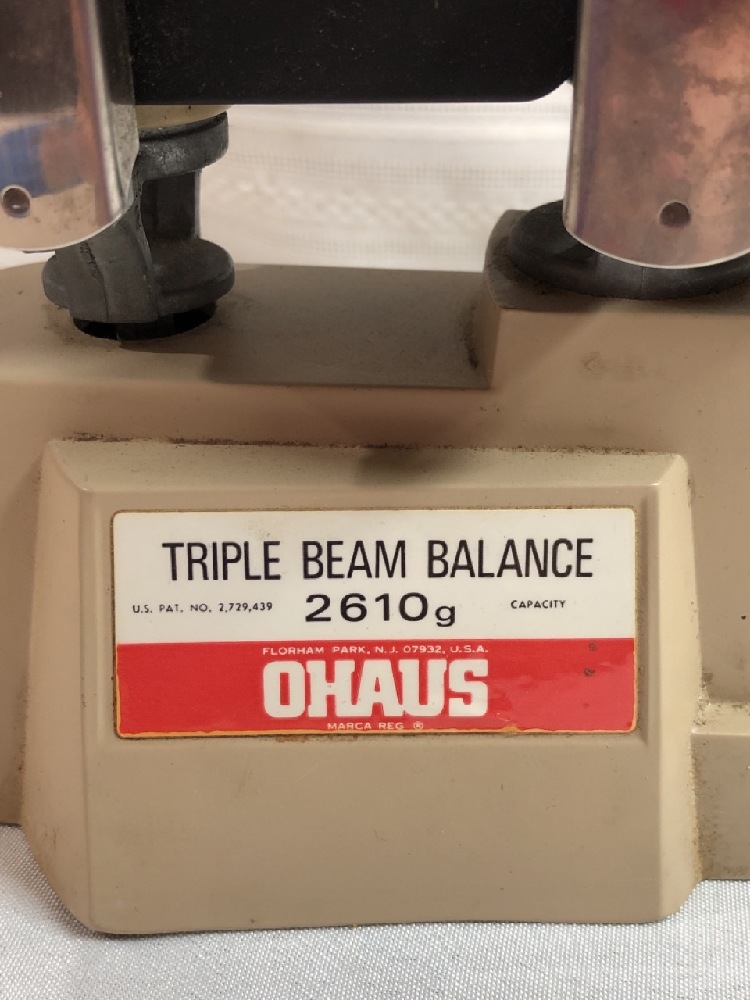 TRIPLE BEAM BALANCE
U.S. PAT. NO. 2,729,439 2610g CAPACITY
FLORHAM PARK, N.J. 07932, U.S.A.
OHAUS
MARCA REG ®